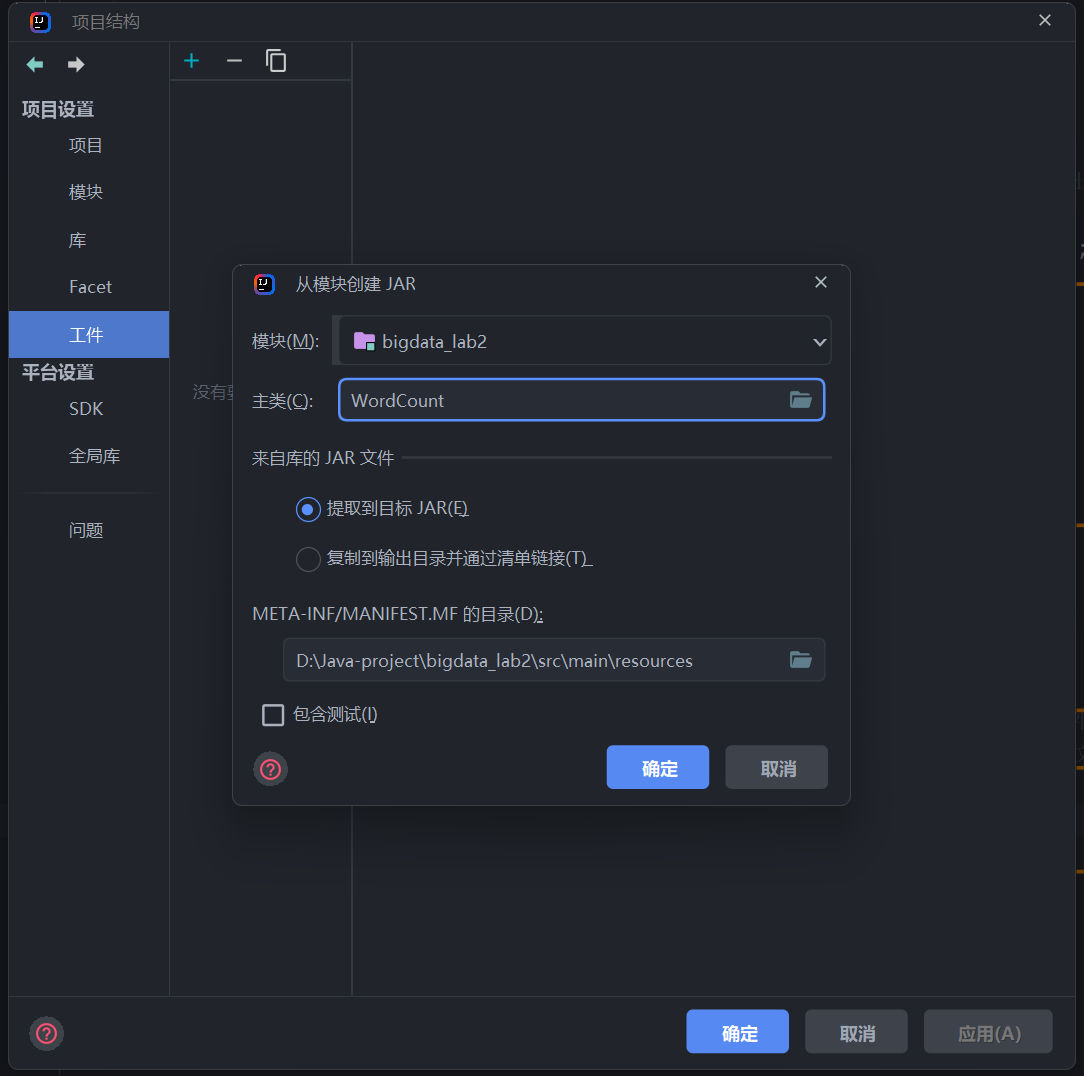 项目结构
项目设置
项目
模块
库
Facet
工件
平台设置
SDK
全局库
问题
没有
从模块创建 JAR
模块(M):
bigdata_lab2
主类(C):
WordCount
来自库的 JAR 文件
提取到目标 JAR(E)
复制到输出目录并通过清单链接(T)
META-INF/MANIFEST.MF 的目录(D):
D:\Java-project\bigdata_lab2\src\main\resources
包含测试(I)
确定
取消
确定
取消
应用(A)